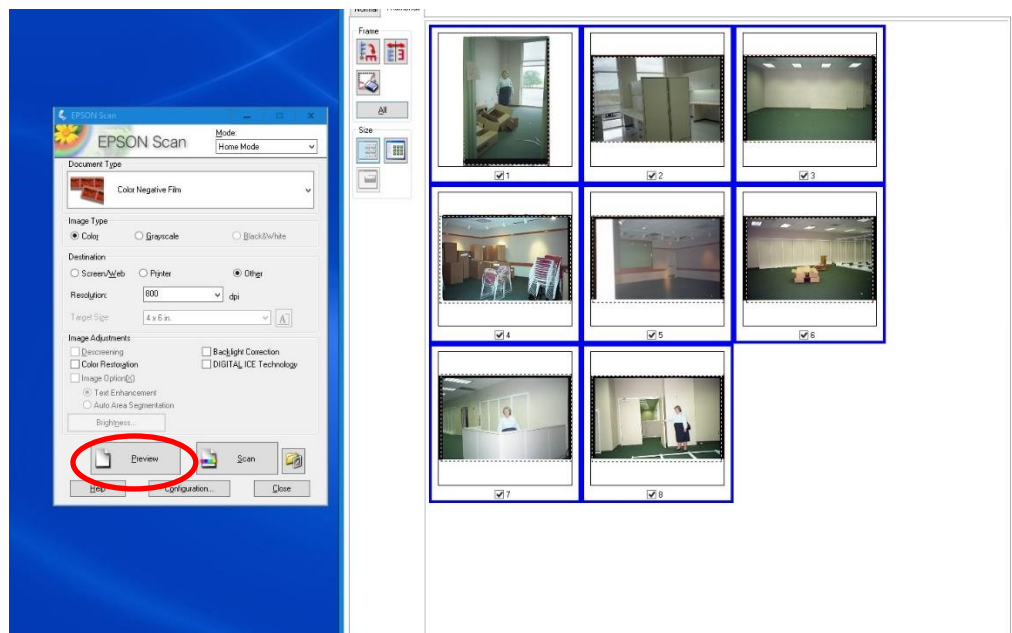 Normal Thumbnail
Frame
All
Size
1
2
3
4
5
6
7
8
EPSON Scan
EPSON Scan
Mode:
Home Mode
Document Type
Color Negative Film
Image Type
Color
Grayscale
Black&White
Destination
Screen/Web
Printer
Other
Resolution:
800
dpi
Target Size:
4 x 6 in.
A
Image Adjustments
Descreening
Backlight Correction
Color Restoration
DIGITAL ICE Technology
Image Option(X)
Text Enhancement
Auto Area Segmentation
Brightness...
Preview
Scan
Help
Configuration...
Close